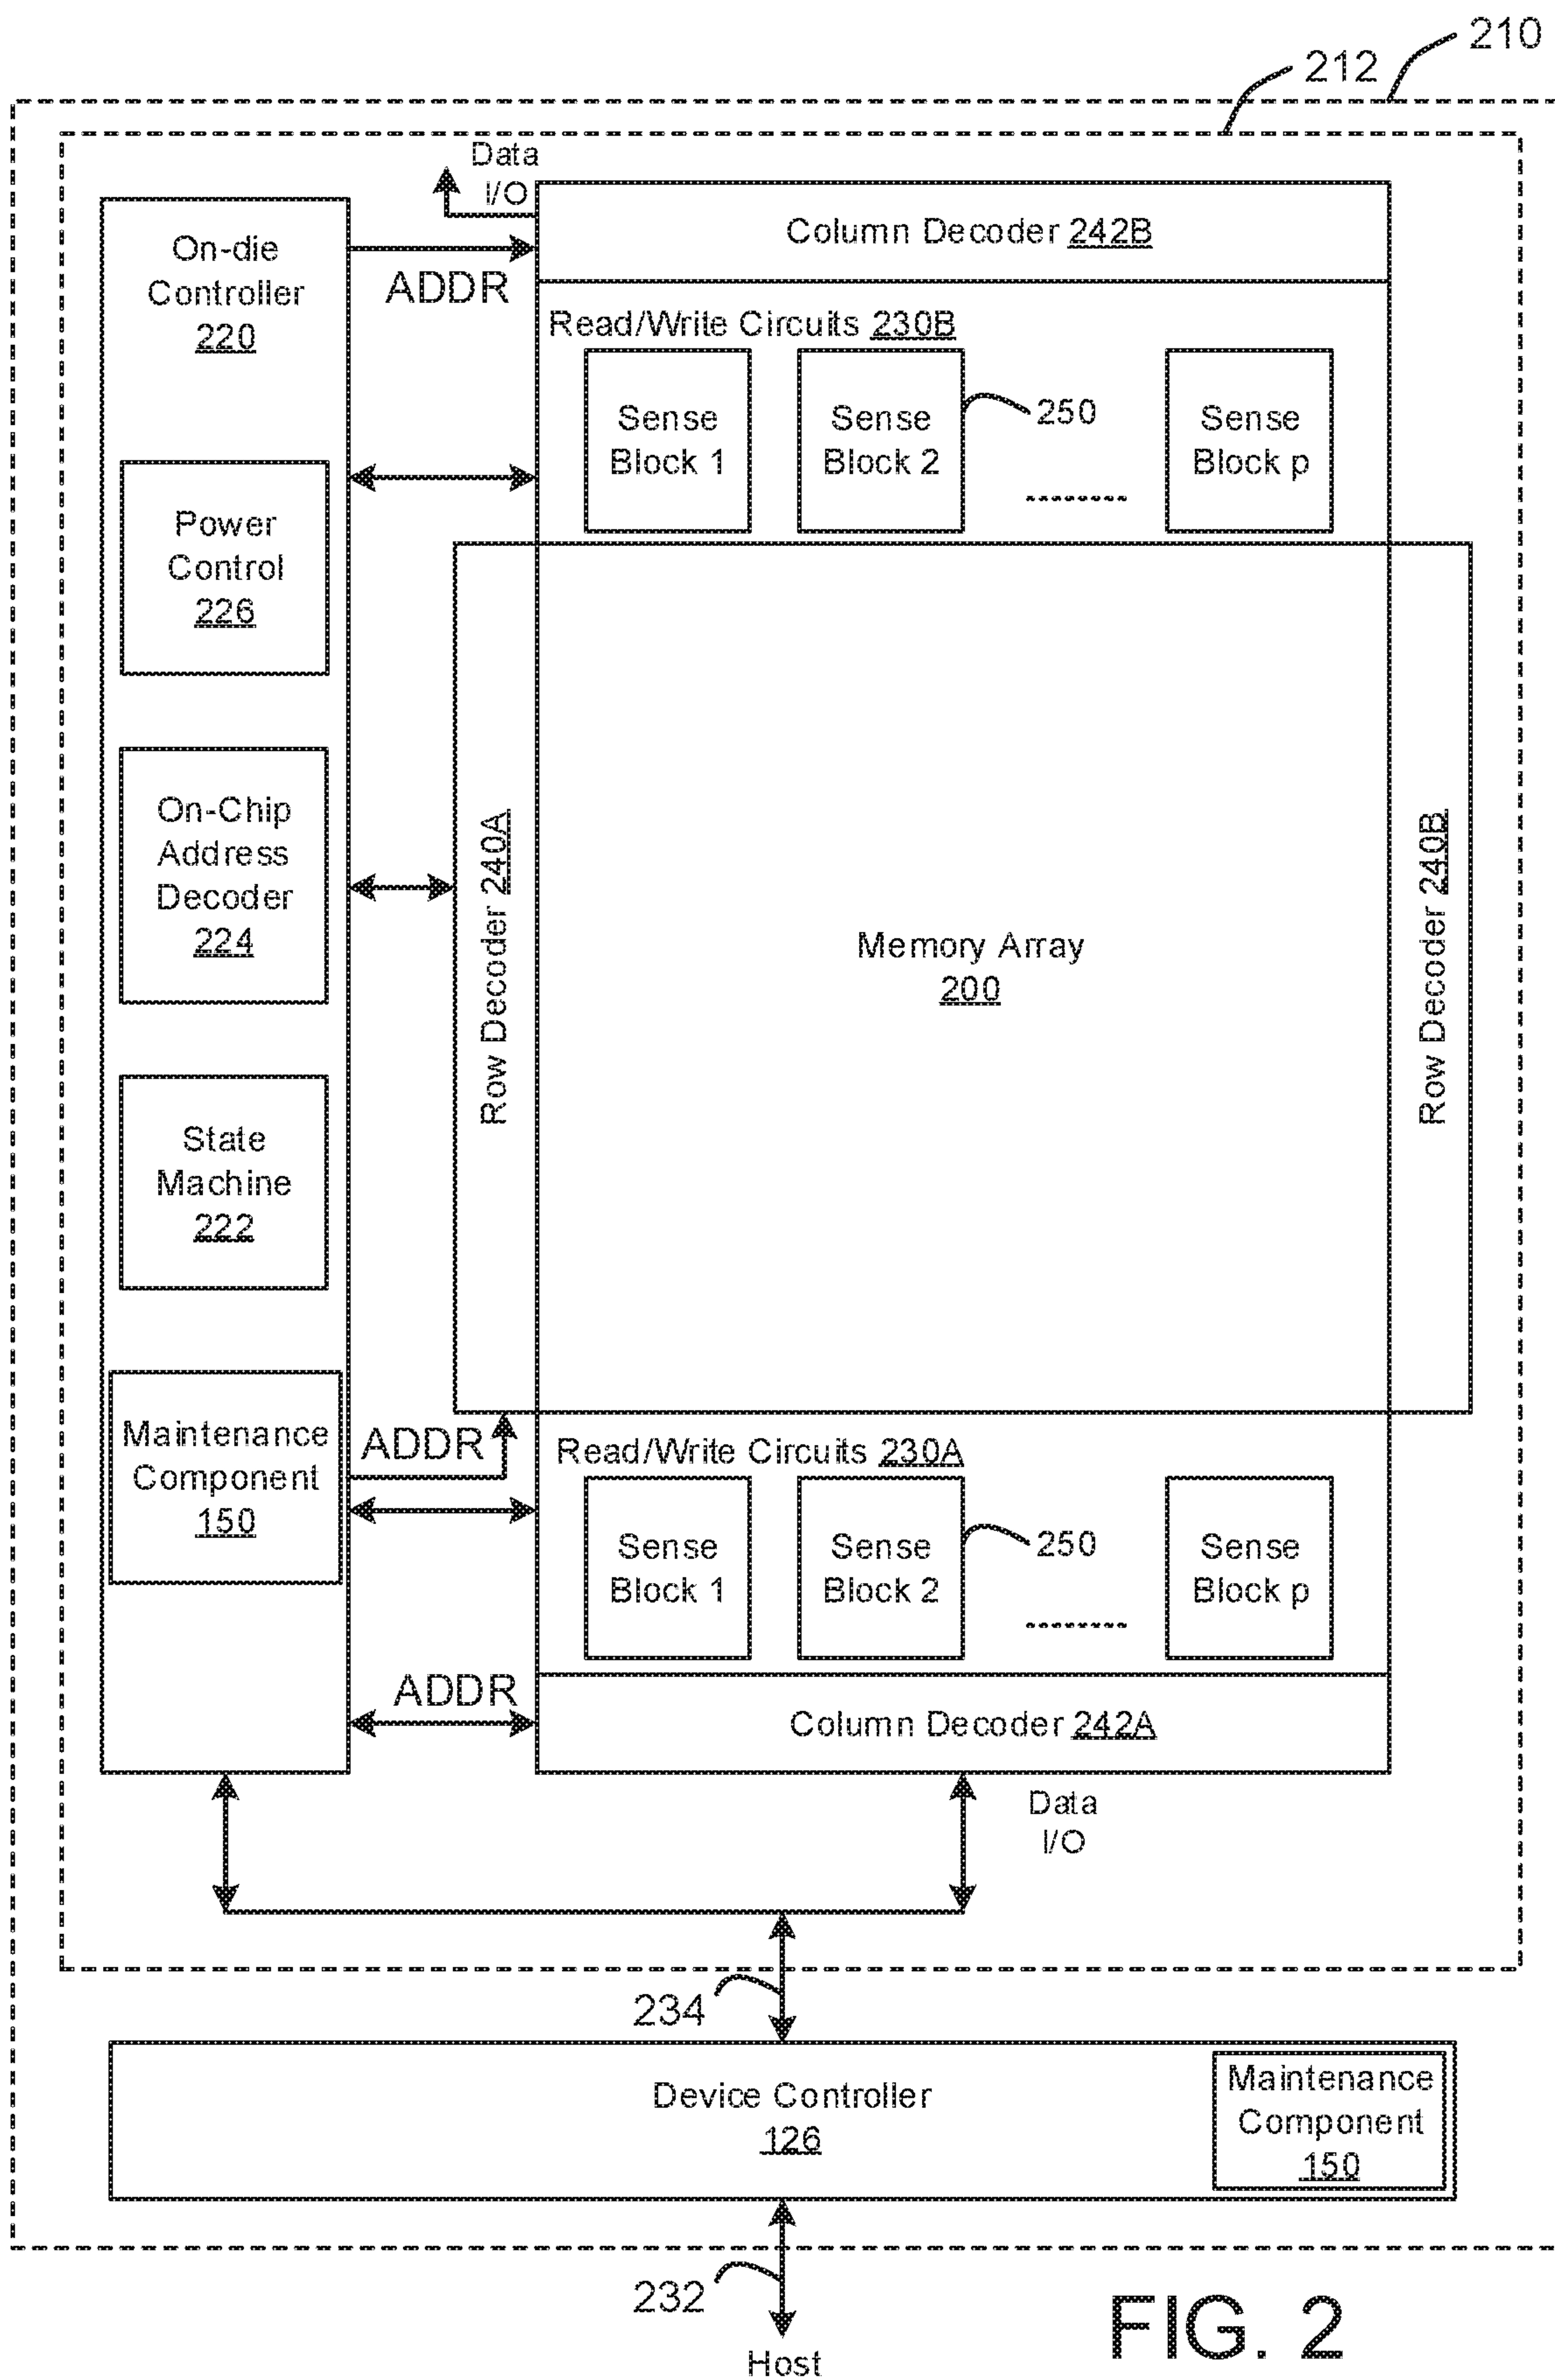 210
212
Data
I/O
On-die
Controller
220
ADDR
Column Decoder 242B
Read/Write Circuits 230B
Sense
Block 1
Sense
Block 2
250
Sense
Block p
Power
Control
226
On-Chip
Address
Decoder
224
Row Decoder 240A
Memory Array
200
Row Decoder 240B
State
Machine
222
Maintenance
Component
150
ADDR
Read/Write Circuits 230A
Sense
Block 1
Sense
Block 2
250
Sense
Block p
ADDR
Column Decoder 242A
Data
I/O
234
Device Controller
126
Maintenance
Component
150
232
Host
FIG. 2